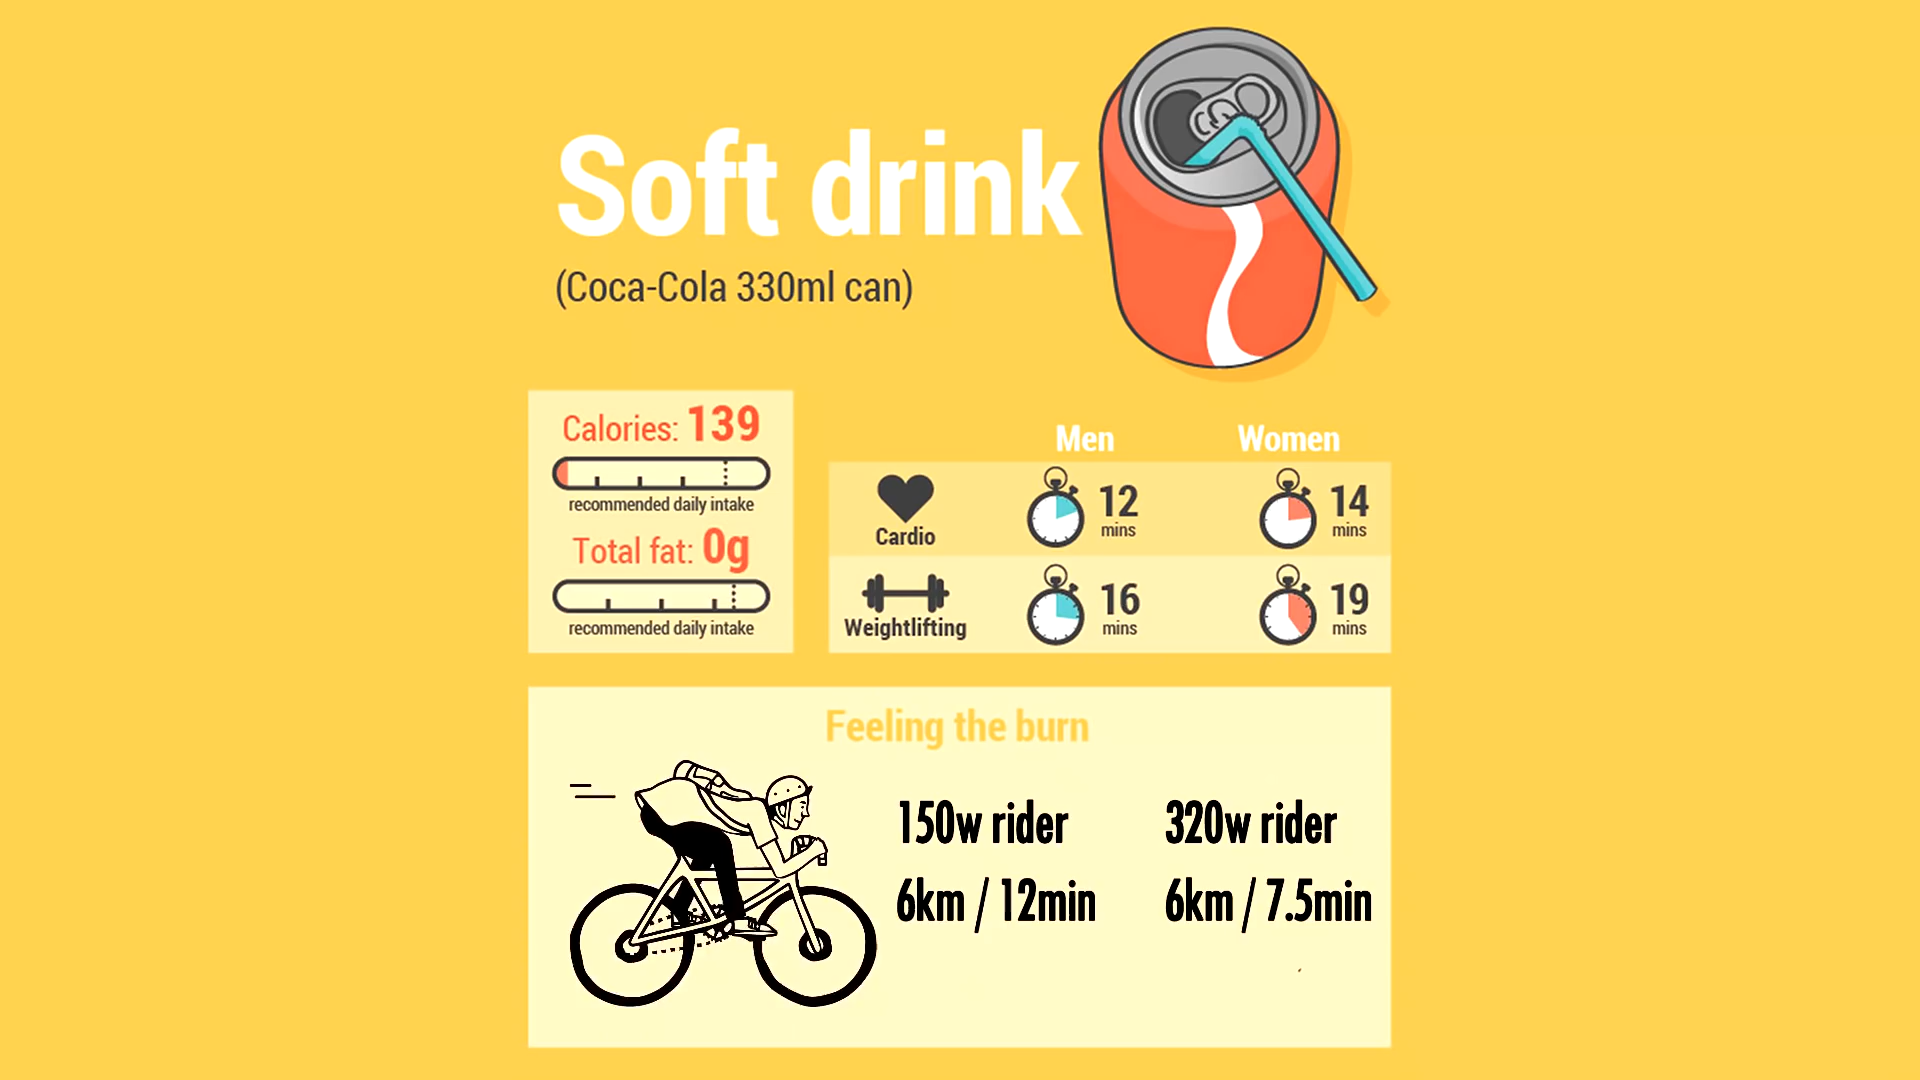 Soft drink
(Coca-Cola 330ml can)
Calories: 139
recommended daily intake
Total fat: 0g
recommended daily intake
Men Women
Cardio 12 mins 14 mins
Weightlifting 16 mins 19 mins
Feeling the burn
150w rider 320w rider
6km / 12min 6km / 7.5min